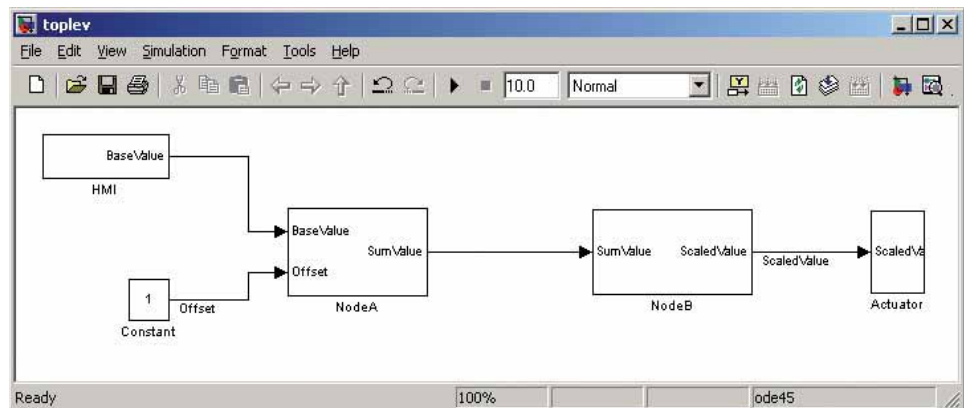 toplev
File Edit View Simulation Format Tools Help
10.0 Normal
BaseValue
HMI
BaseValue
SumValue
Offset
NodeA
1
Offset
Constant
SumValue
ScaledValue
NodeB
ScaledValue
ScaledVa
Actuator
Ready 100% ode45